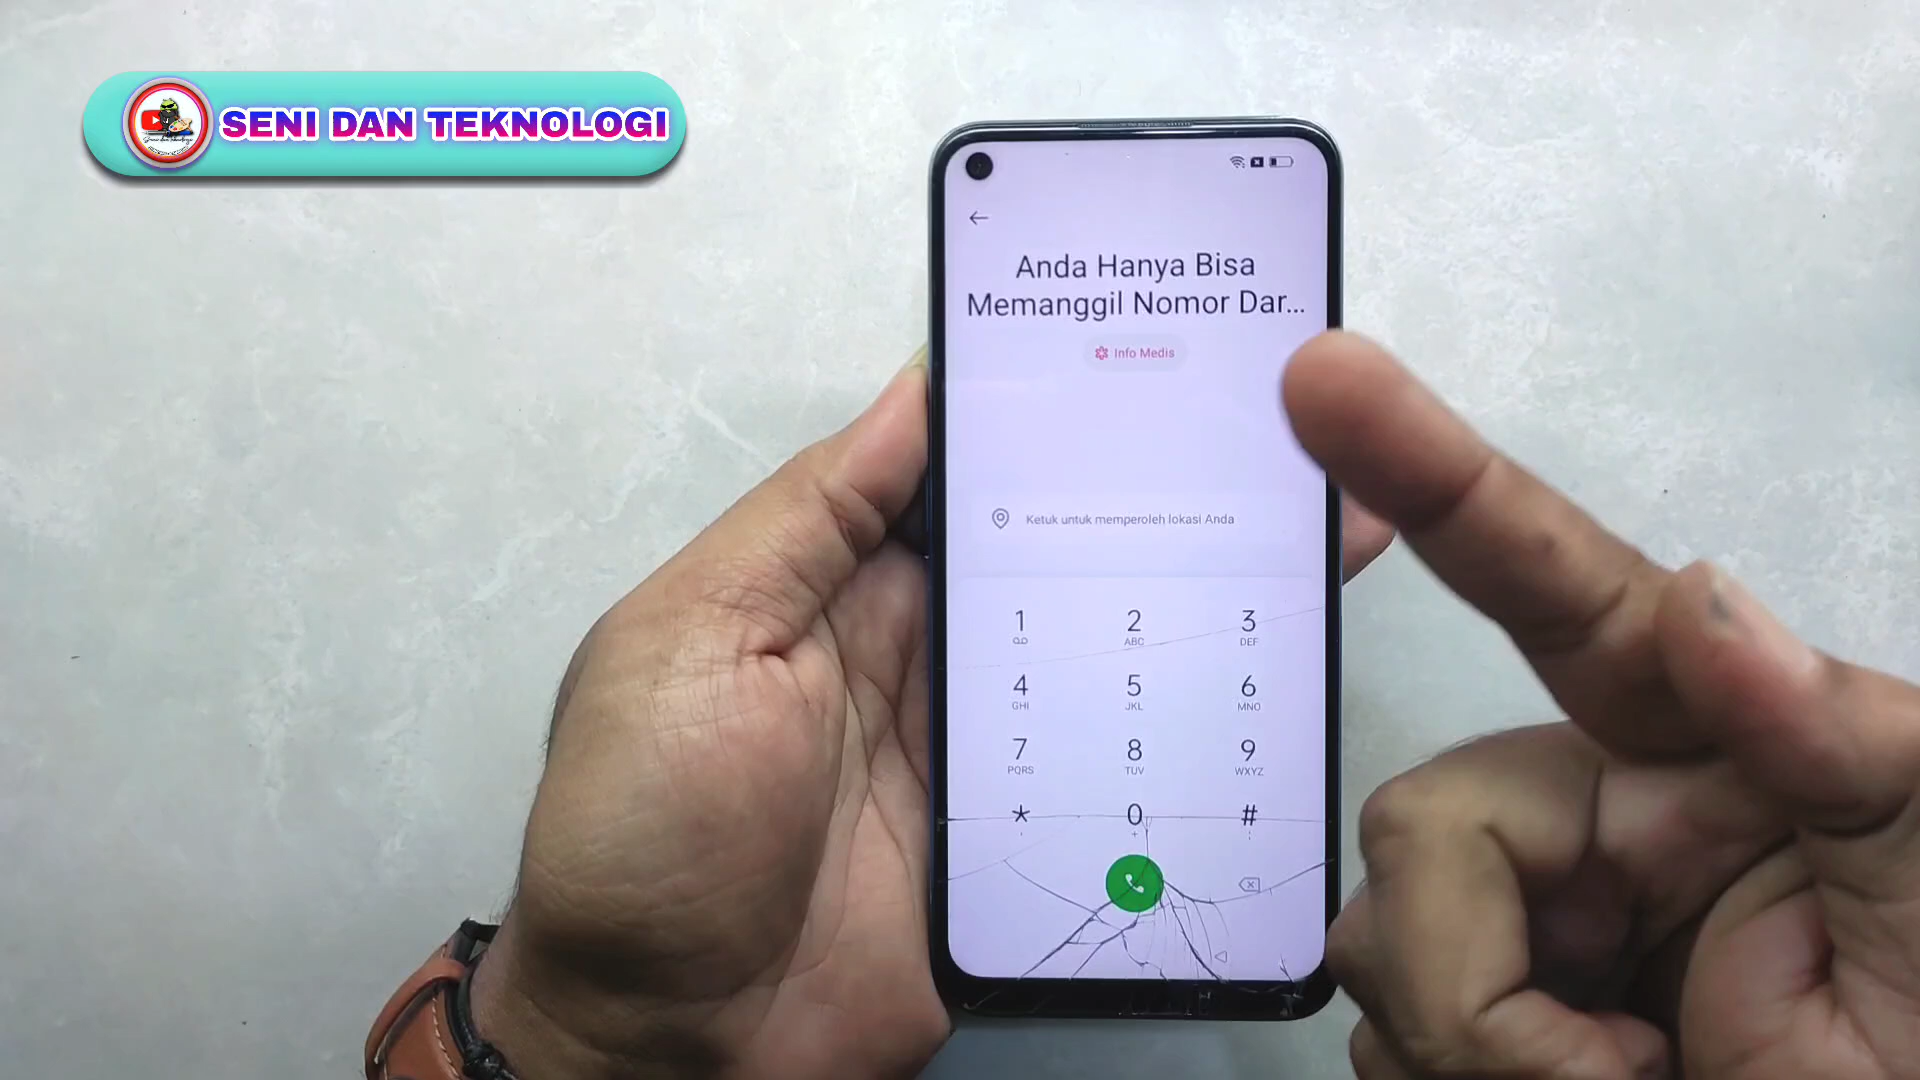 SENI DAN TEKNOLOGI
Anda Hanya Bisa
Memanggil Nomor Dar...
Info Medis
Ketuk untuk memperoleh lokasi Anda
1 2 3
ABC DEF
4 5 6
GHI JKL MNO
7 8 9
PQRS TUV WXYZ
* 0 #
+ ;